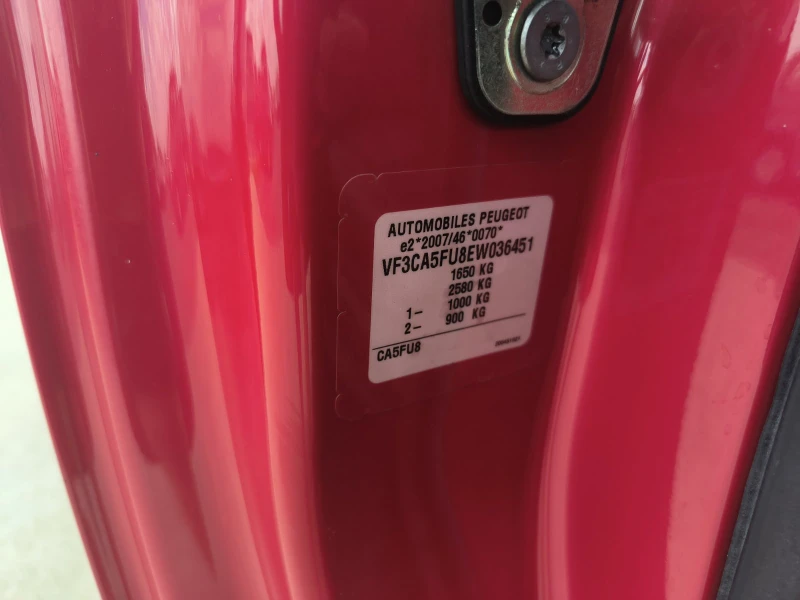 AUTOMOBILES PEUGEOT
e2*2007/46*0070*
VF3CA5FU8EW036451
1650 KG
2580 KG
1- 1000 KG
2- 900 KG
CA5FU8